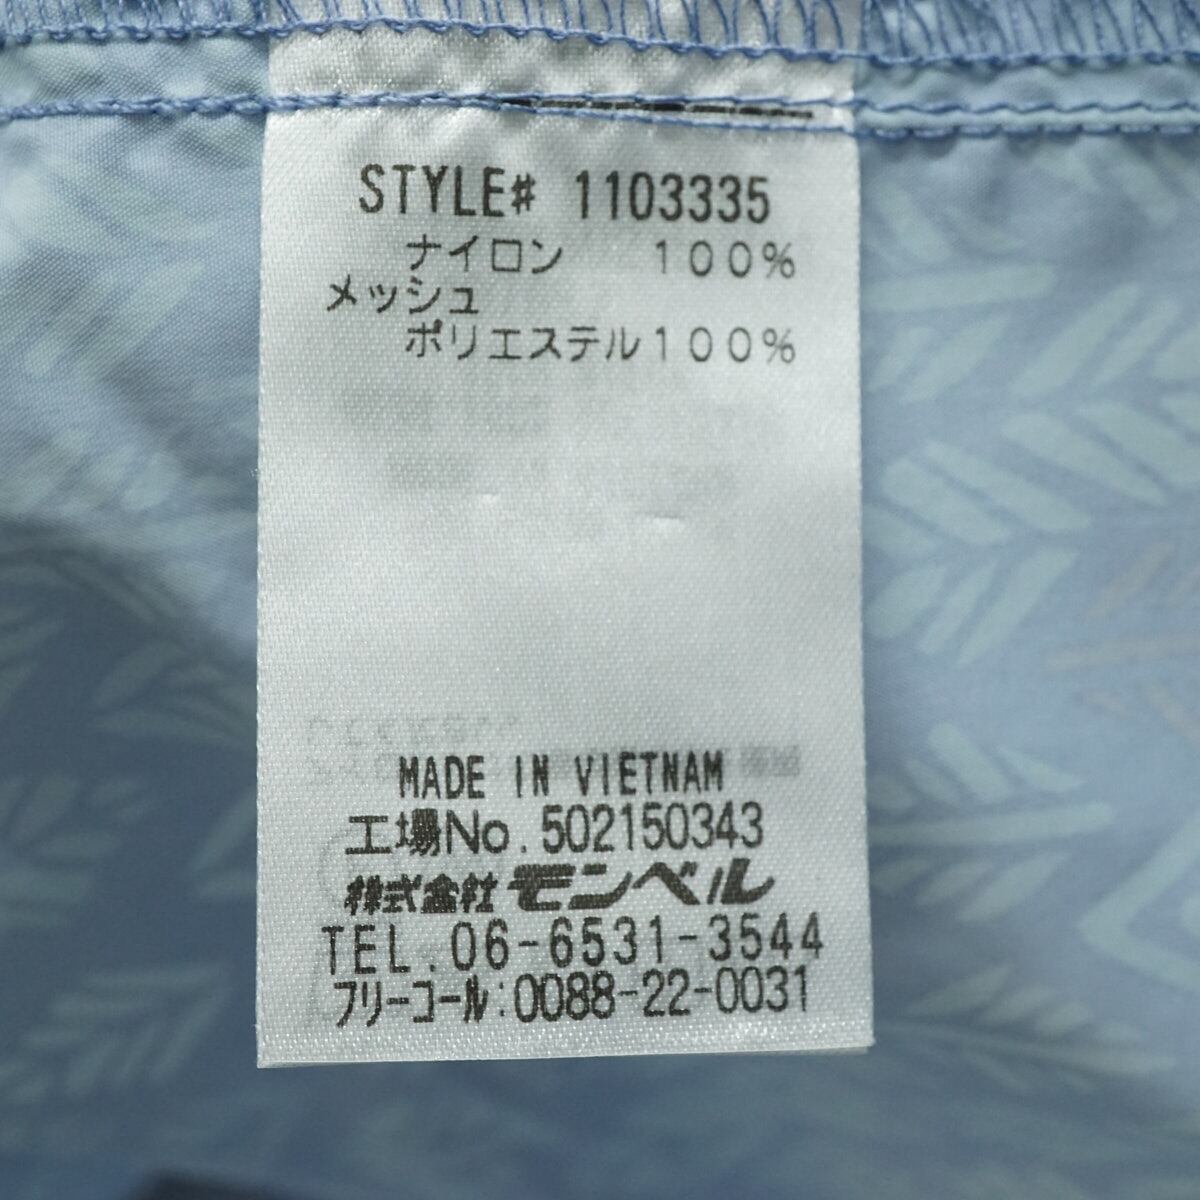 STYLE# 1103335
ナイロン 100%
メッシュ
ポリエステル100%
MADE IN VIETNAM
工場No.502150343
株式会社モンベル
TEL.06-6531-3544
フリーコール:0088-22-0031